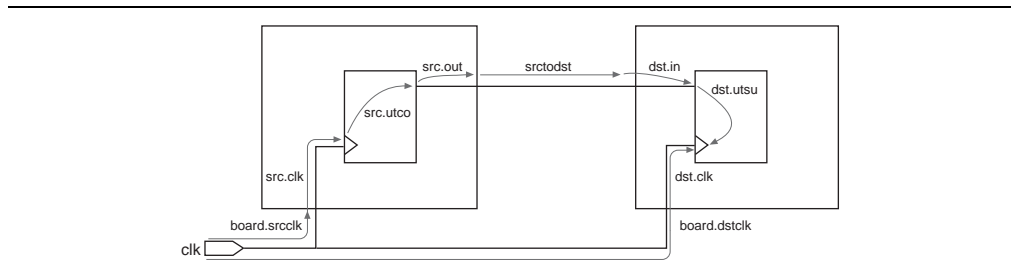 src.out
srctodst
dst.in
src.utco
dst.utsu
src.clk
dst.clk
board.srcclk
board.dstclk
clk